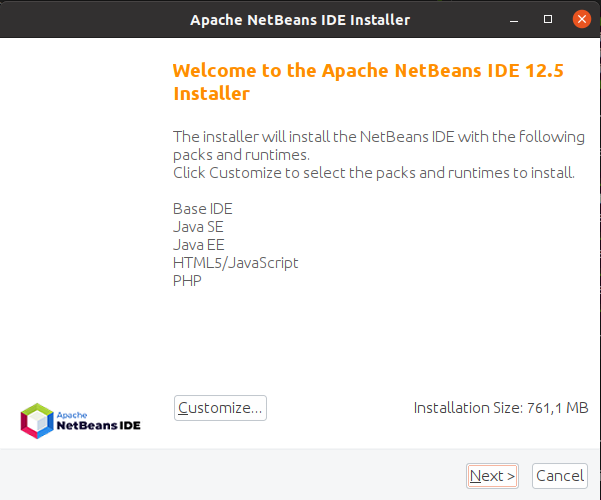 Apache NetBeans IDE Installer
Welcome to the Apache NetBeans IDE 12.5
Installer
The installer will install the NetBeans IDE with the following
packs and runtimes.
Click Customize to select the packs and runtimes to install.
Base IDE
Java SE
Java EE
HTML5/JavaScript
PHP
Customize...
Installation Size: 761,1 MB
Apache
NetBeans IDE
Next >
Cancel